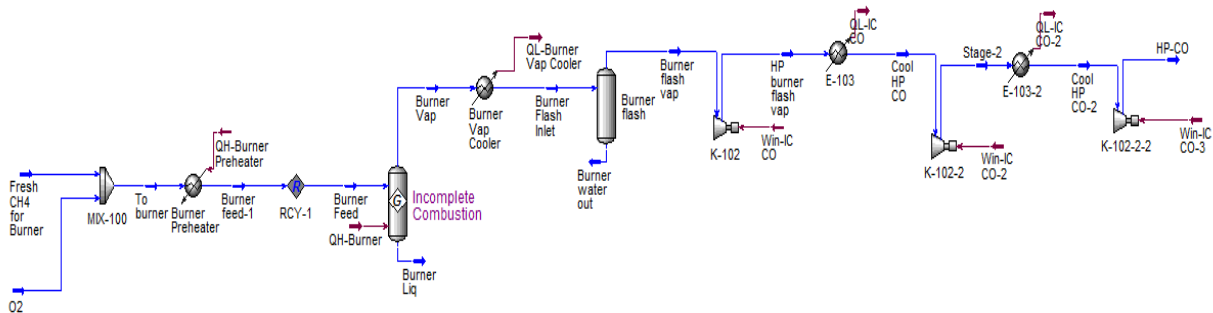 Fresh
CH4
for
Burner
O2
MIX-100
To
burner
QH-Burner
Preheater
Burner
Preheater
Burner
feed-1
R
RCY-1
Burner
Feed
QH-Burner
G
Incomplete
Combustion
Burner
Liq
Burner
Vap
QL-Burner
Vap Cooler
Burner
Vap
Cooler
Burner
Flash
Inlet
Burner
flash
Burner
water
out
Burner
flash
vap
K-102
Win-IC
CO
HP
burner
flash
vap
QL-IC
CO
E-103
Cool
HP
CO
K-102-2
Win-IC
CO-2
Stage-2
QL-IC
CO-2
E-103-2
Cool
HP
CO-2
K-102-2-2
Win-IC
CO-3
HP-CO